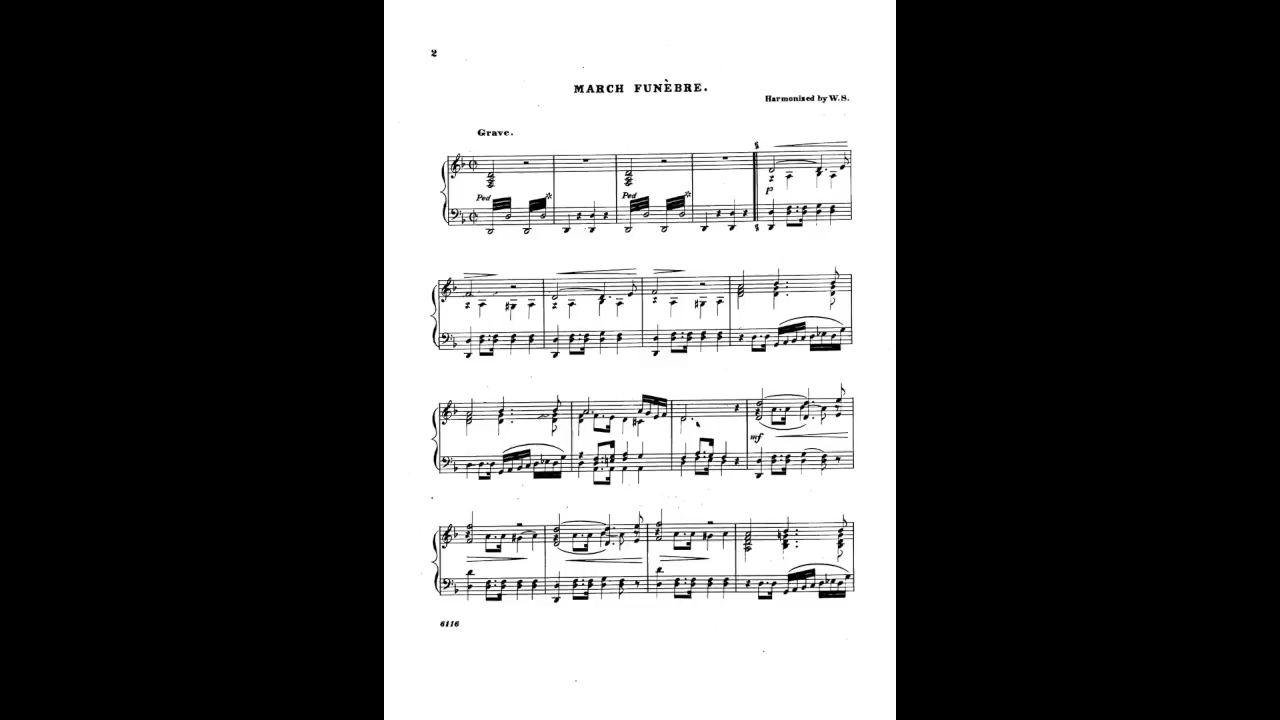 2
MARCH FUNÈBRE.
Harmonized by W. S.
Grave.
Ped * Ped *
p
mf
6116